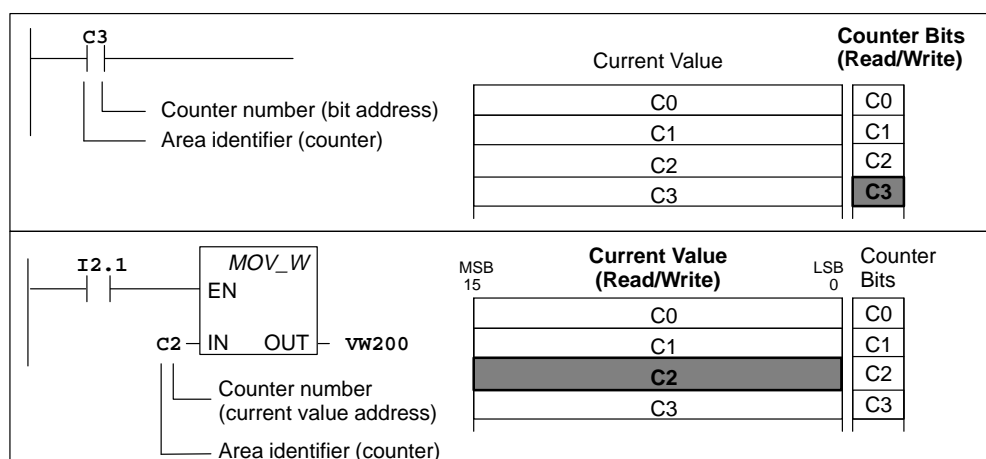 C3
Counter number (bit address)
Area identifier (counter)
Current Value
Counter Bits
(Read/Write)
C0
C0
C1
C1
C2
C2
C3
C3
I2.1
MOV_W
EN
C2
IN
OUT
VW200
Counter number
(current value address)
Area identifier (counter)
MSB
15
Current Value
(Read/Write)
LSB
0
Counter
Bits
C0
C0
C1
C1
C2
C2
C3
C3